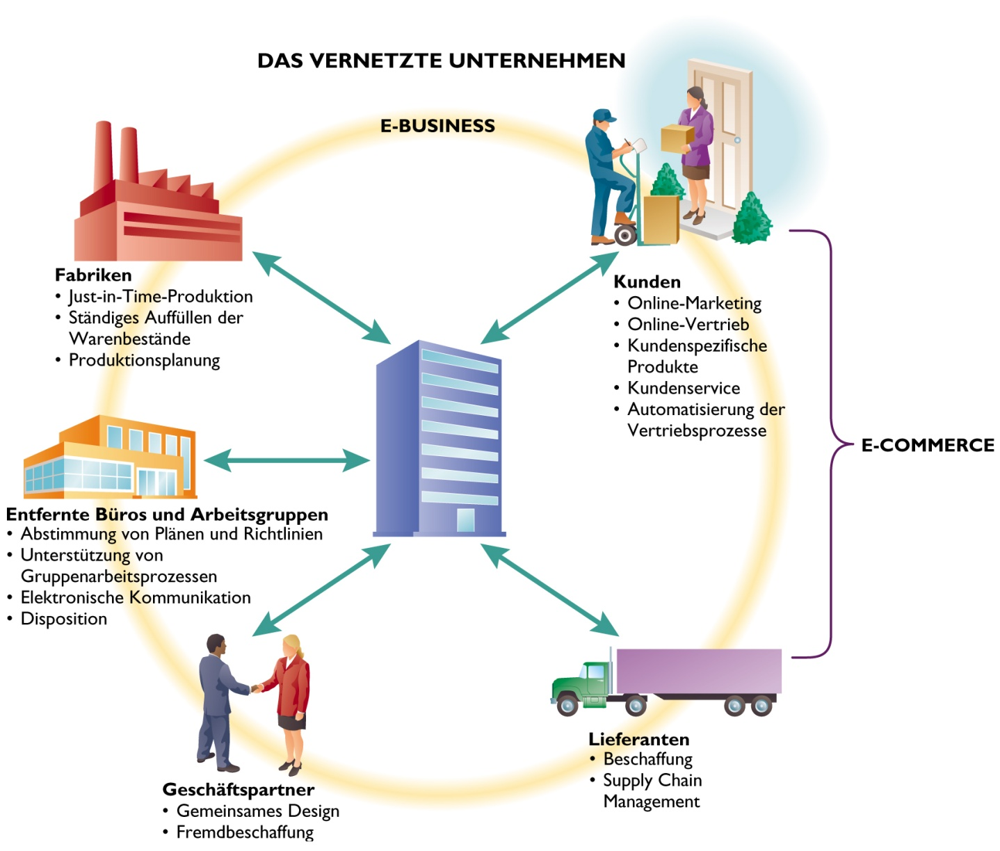 DAS VERNETZTE UNTERNEHMEN
E-BUSINESS
Fabriken
• Just-in-Time-Produktion
• Ständiges Auffüllen der
Warenbestände
• Produktionsplanung
Kunden
• Online-Marketing
• Online-Vertrieb
• Kundenspezifische
Produkte
• Kundenservice
• Automatisierung der
Vertriebsprozesse
E-COMMERCE
Entfernte Büros und Arbeitsgruppen
• Abstimmung von Plänen und Richtlinien
• Unterstützung von
Gruppenarbeitsprozessen
• Elektronische Kommunikation
• Disposition
Geschäftspartner
• Gemeinsames Design
• Fremdbeschaffung
Lieferanten
• Beschaffung
• Supply Chain
Management